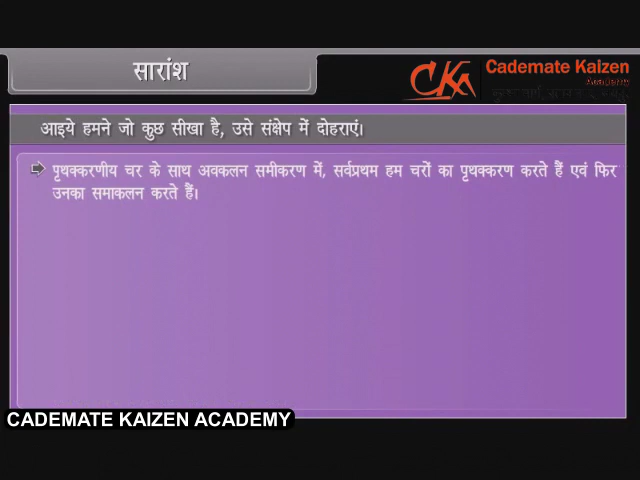 सारांश
CKA Cademate Kaizen
Academy
आइये हमने जो कुछ सीखा है, उसे संक्षेप में दोहराएं।
पृथक्करणीय चर के साथ अवकलन समीकरण में, सर्वप्रथम हम चरों का पृथक्करण करते हैं एवं फिर
उनका समाकलन करते हैं।
CADEMATE KAIZEN ACADEMY